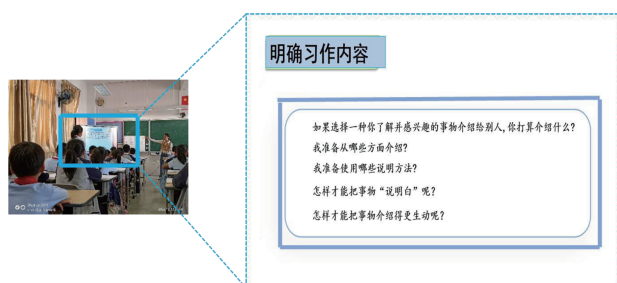 明确习作内容
如果选择一种你了解并感兴趣的事物介绍给别人,你打算介绍什么?
我准备从哪些方面介绍?
我准备使用哪些说明方法?
怎样才能把事物“说明白”呢?
怎样才能把事物介绍得更生动呢?